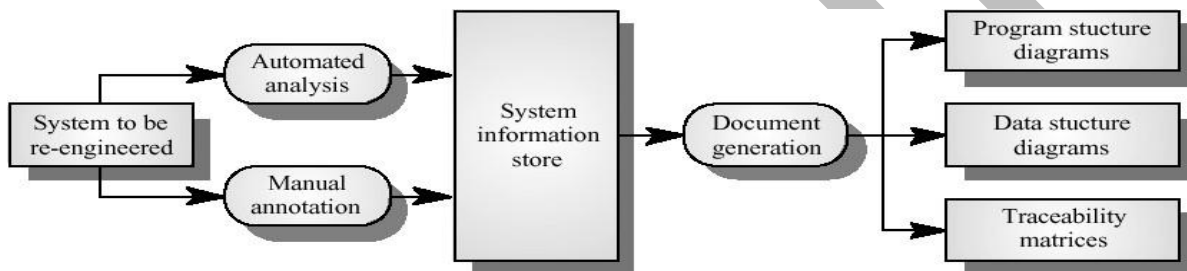 System to be
re-engineered
Automated
analysis
Manual
annotation
System
information
store
Document
generation
Program stucture
diagrams
Data stucture
diagrams
Traceability
matrices